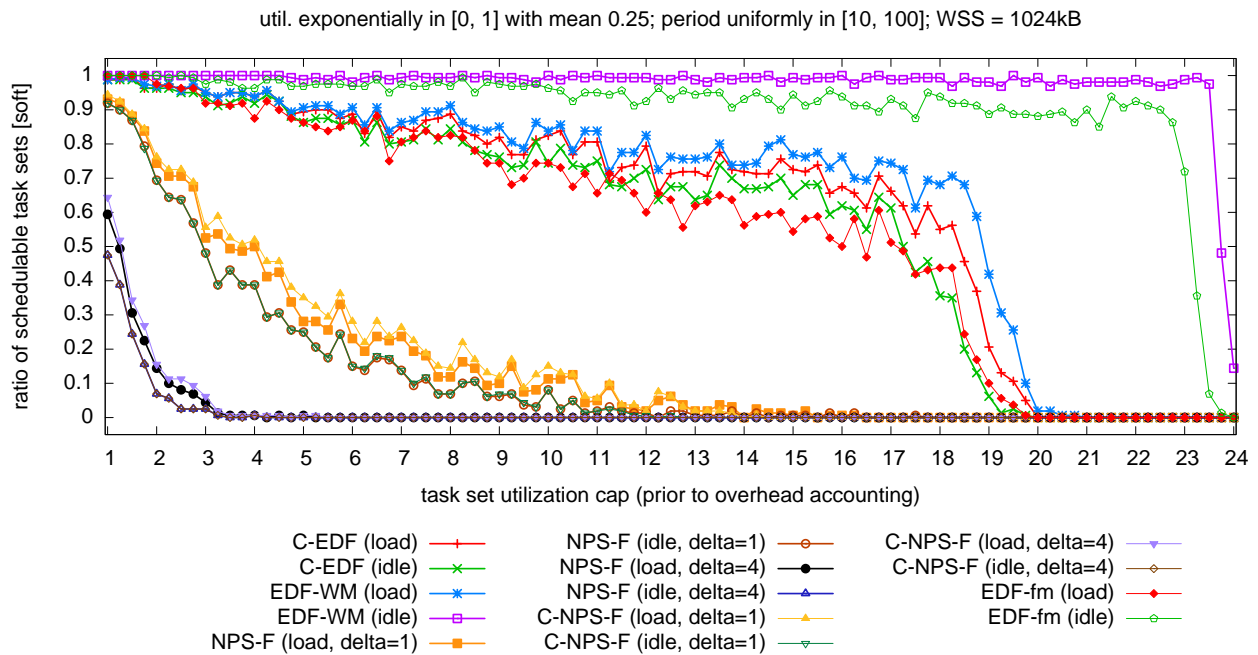 util. exponentially in [0, 1] with mean 0.25; period uniformly in [10, 100]; WSS = 1024kB
ratio of schedulable task sets [soft]
1
0.9
0.8
0.7
0.6
0.5
0.4
0.3
0.2
0.1
0
1 2 3 4 5 6 7 8 9 10 11 12 13 14 15 16 17 18 19 20 21 22 23 24
task set utilization cap (prior to overhead accounting)
C-EDF (load)
C-EDF (idle)
EDF-WM (load)
EDF-WM (idle)
NPS-F (load, delta=1)
NPS-F (idle, delta=1)
NPS-F (load, delta=4)
NPS-F (idle, delta=4)
C-NPS-F (load, delta=1)
C-NPS-F (idle, delta=1)
C-NPS-F (load, delta=4)
C-NPS-F (idle, delta=4)
EDF-fm (load)
EDF-fm (idle)